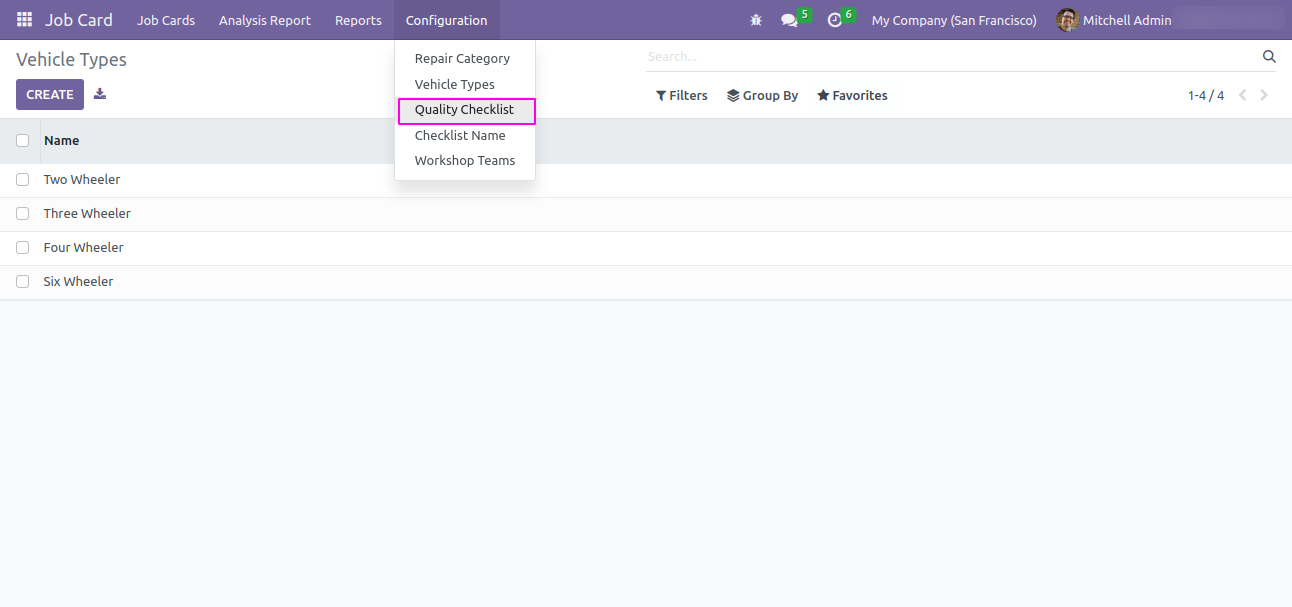 Job Card Job Cards Analysis Report Reports Configuration 5 6 My Company (San Francisco) Mitchell Admin
Vehicle Types
Search...
CREATE
Filters Group By Favorites 1-4 / 4
Repair Category
Vehicle Types
Quality Checklist
Checklist Name
Workshop Teams
Name
Two Wheeler
Three Wheeler
Four Wheeler
Six Wheeler